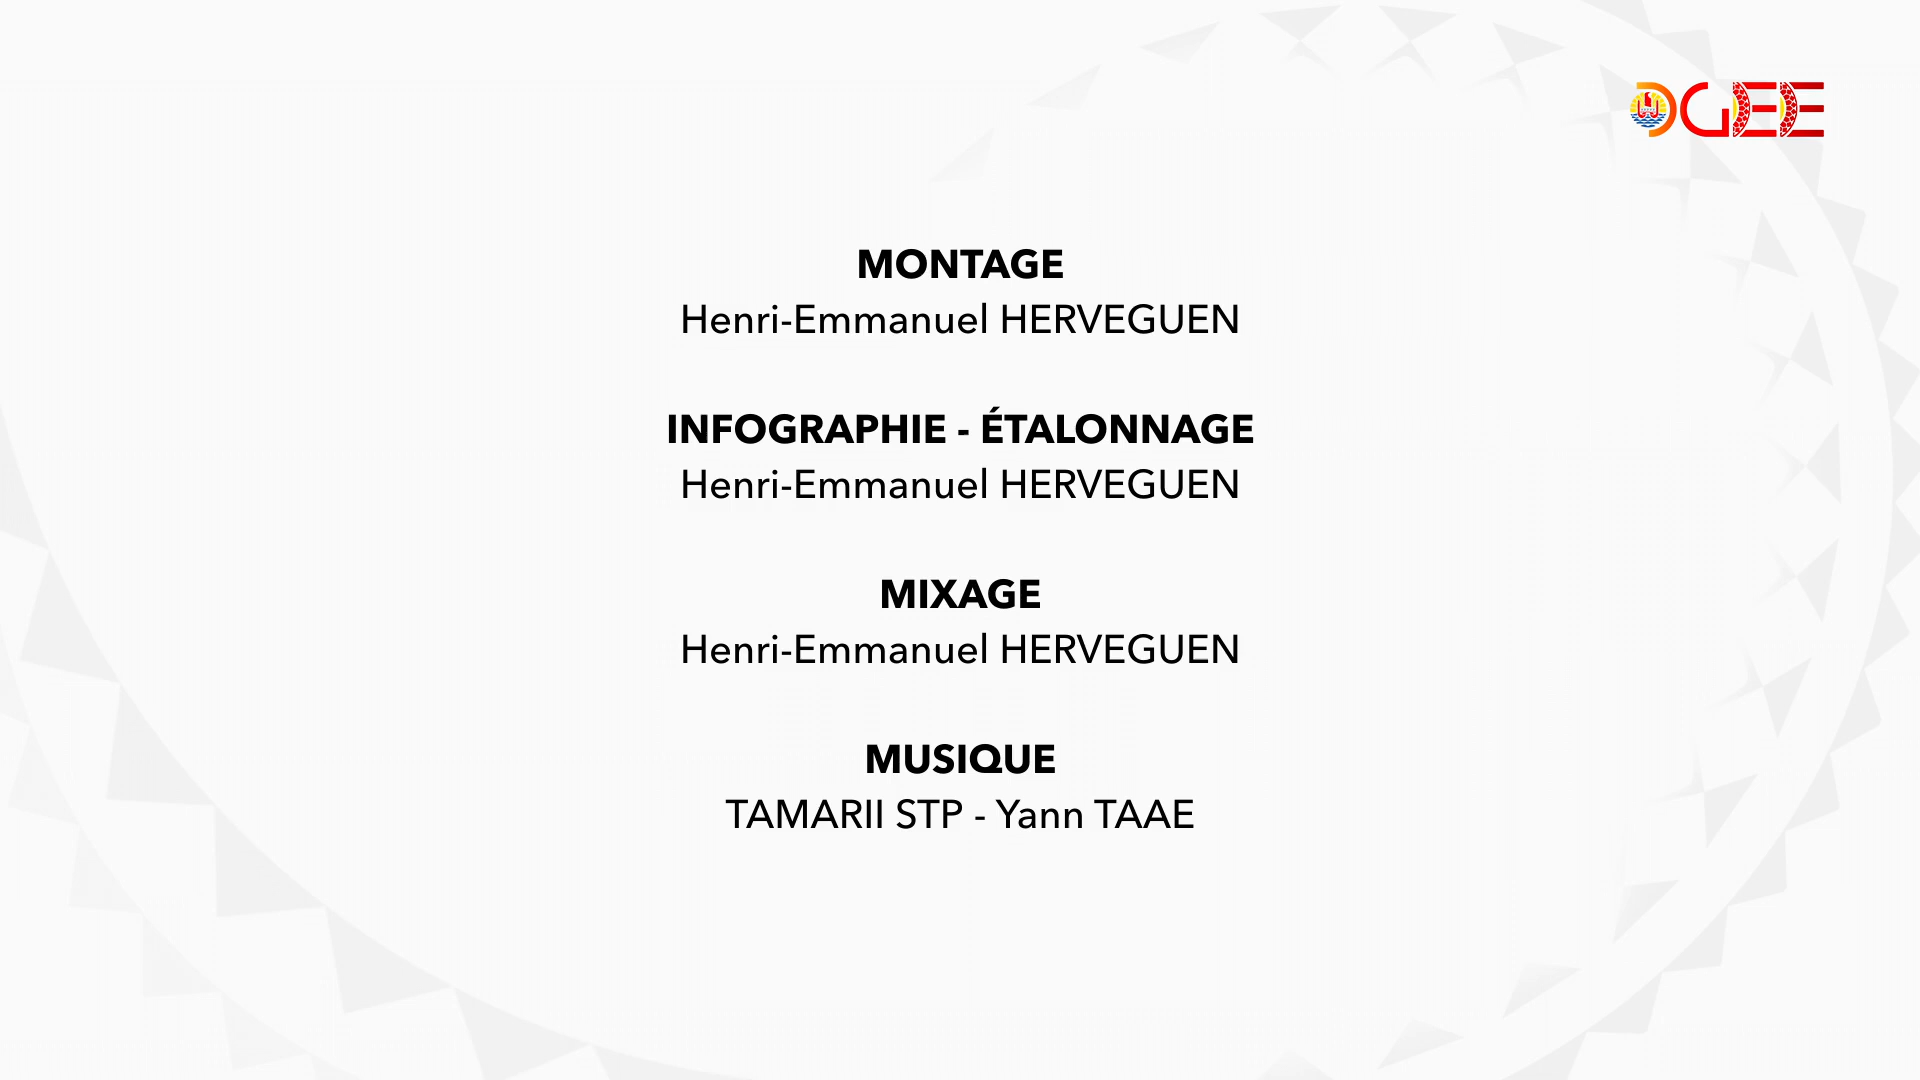 DGEE
MONTAGE
Henri-Emmanuel HERVEGUEN
INFOGRAPHIE - ÉTALONNAGE
Henri-Emmanuel HERVEGUEN
MIXAGE
Henri-Emmanuel HERVEGUEN
MUSIQUE
TAMARII STP - Yann TAAE